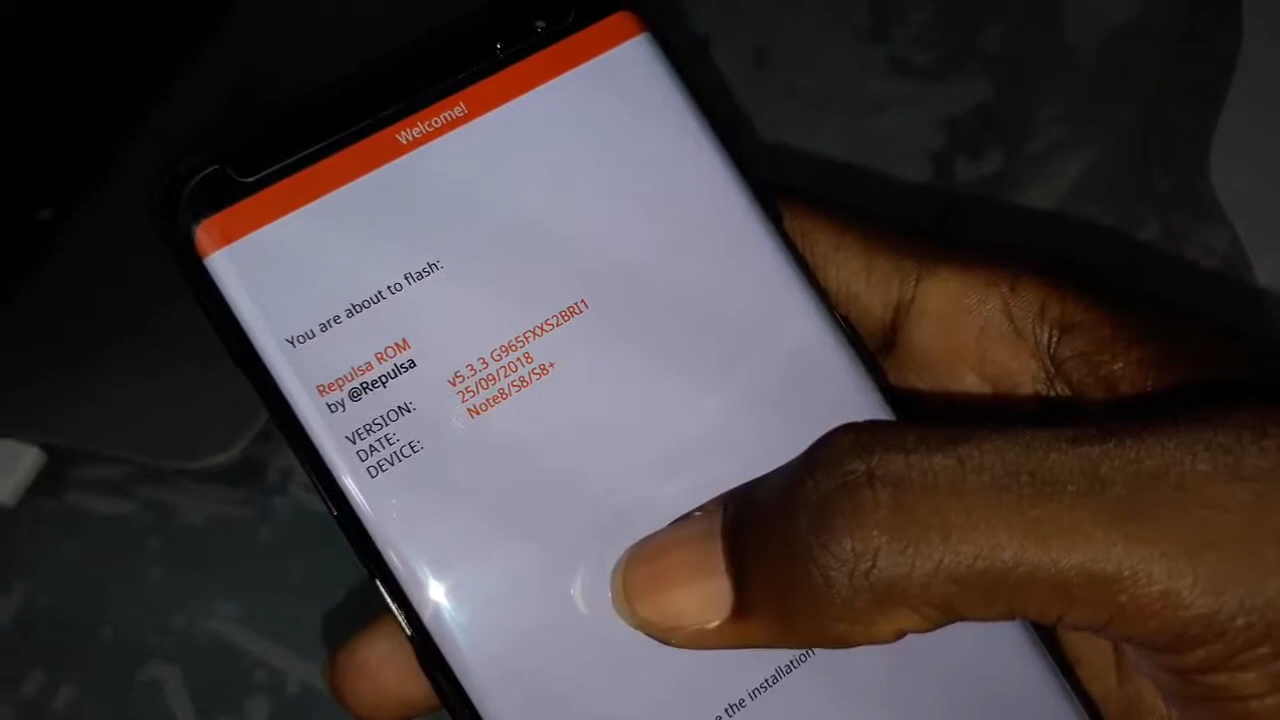 Welcome!
You are about to flash:
Repulsa ROM
by @Repulsa
VERSION: v5.3.3 G965FXXS2BRI1
DATE: 25/09/2018
DEVICE: Note8/S8/S8+
the installation